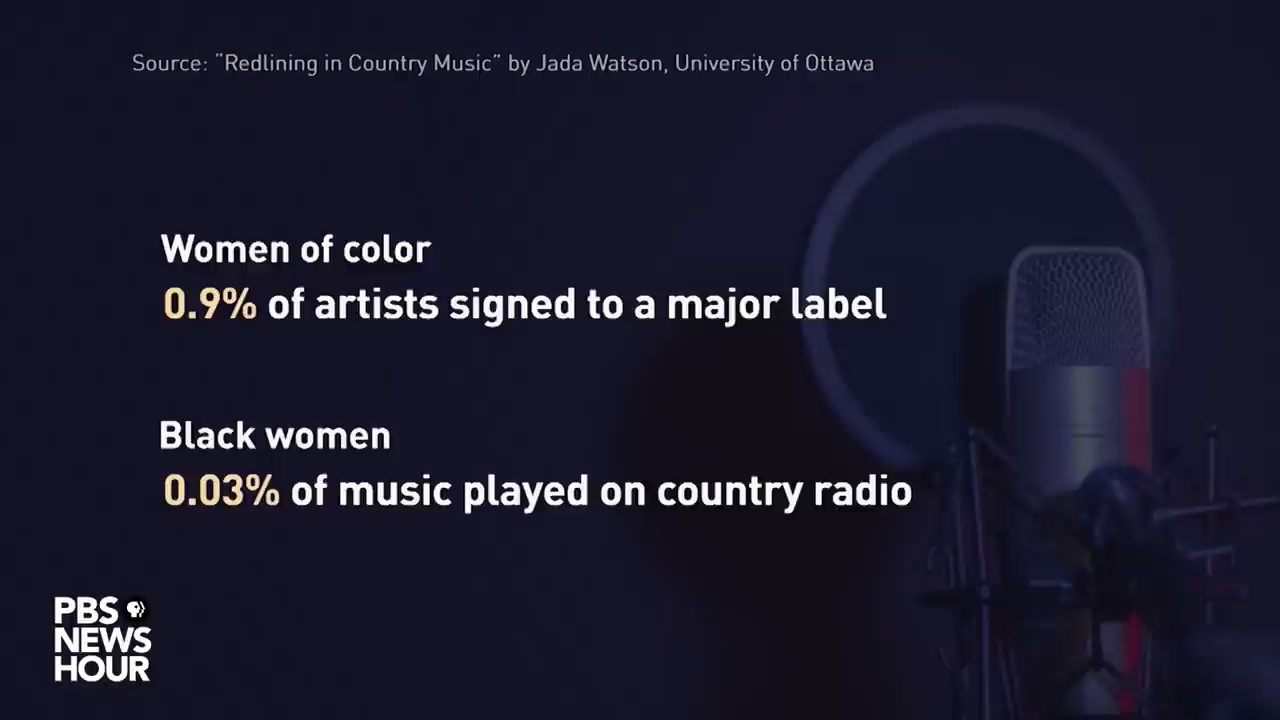 Source: "Redlining in Country Music" by Jada Watson, University of Ottawa
Women of color
0.9% of artists signed to a major label
Black women
0.03% of music played on country radio
PBS
NEWS
HOUR